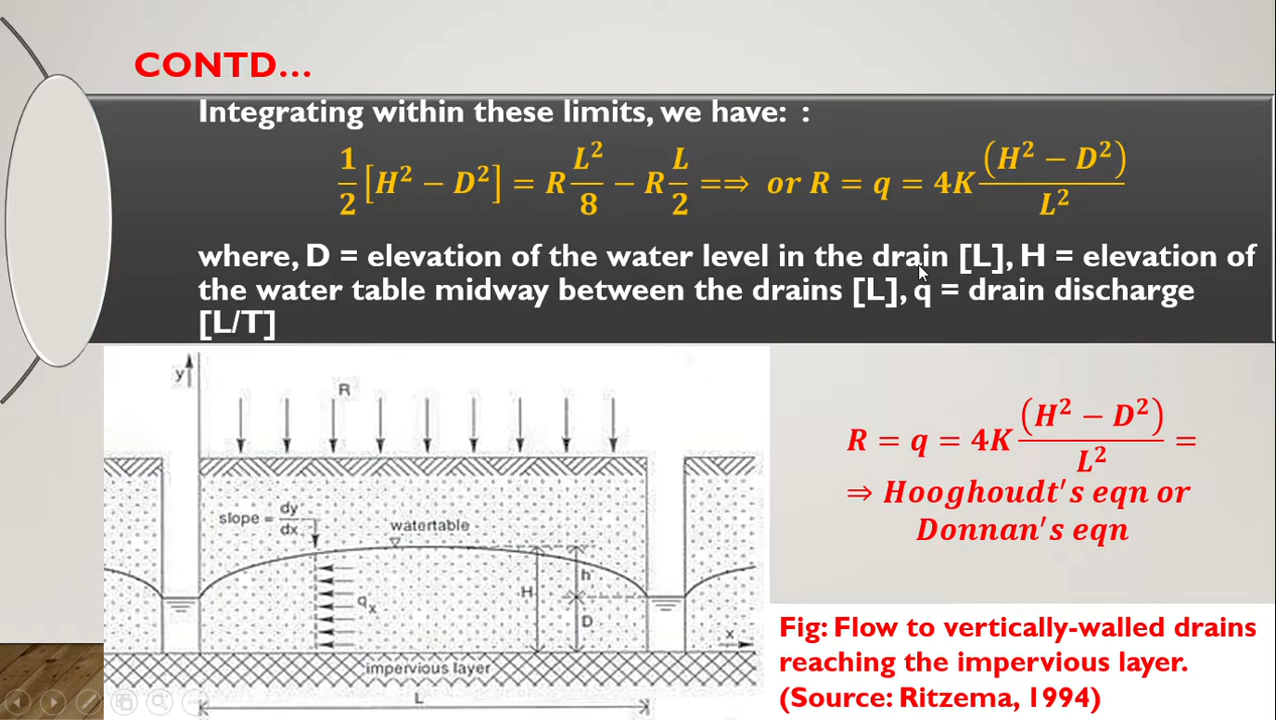 CONTD…
Integrating within these limits, we have: :
1/2 [H² − D²] = R L²/8 − R L/2 =⇒ or R = q = 4K (H² − D²)/L²
where, D = elevation of the water level in the drain [L], H = elevation of
the water table midway between the drains [L], q = drain discharge
[L/T]
y
R
slope = dy/dx
watertable
qx
H
h
D
x
impervious layer
L
R = q = 4K (H² − D²)/L² =
⇒ Hooghoudt's eqn or
Donnan's eqn
Fig: Flow to vertically-walled drains
reaching the impervious layer.
(Source: Ritzema, 1994)